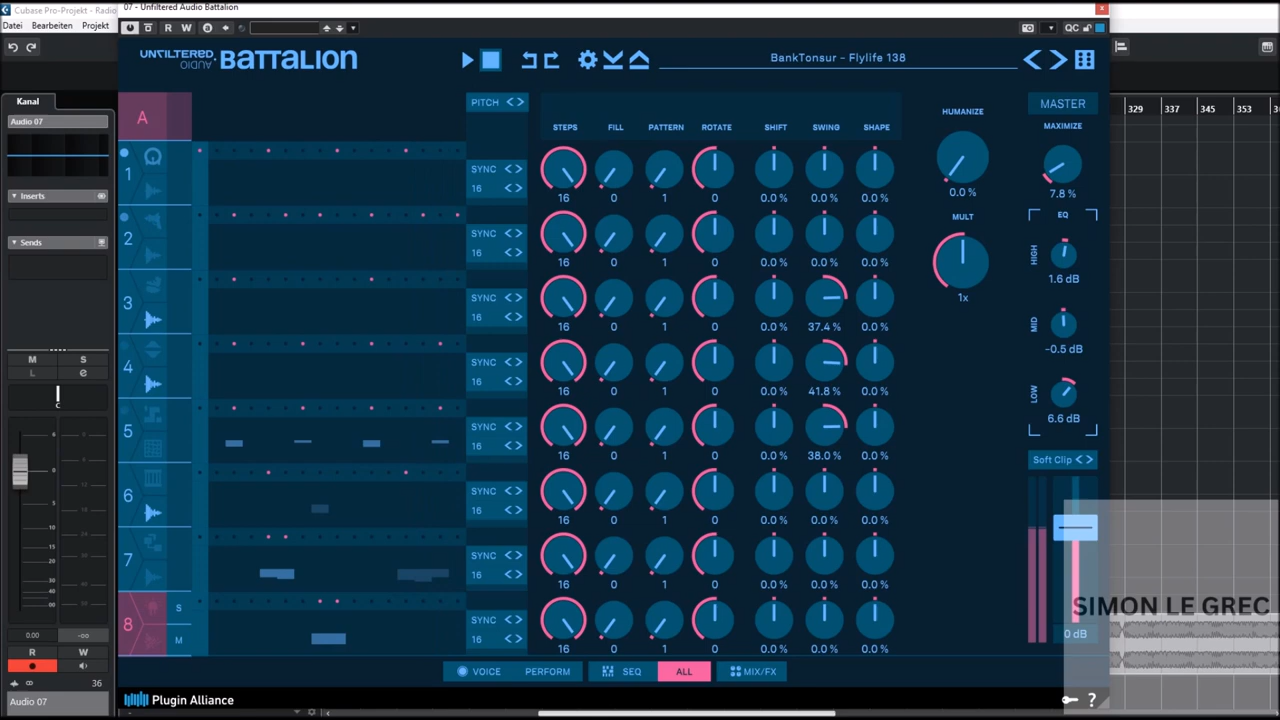 Cubase Pro-Projekt - Radio
07 - Unfiltered Audio Battalion
Datei Bearbeiten Projekt
R W QC
UNFILTERED AUDIO BATTALION
BankTonsur - Flylife 138
Kanal
Audio 07
Inserts
Sends
M S
L e
C
0.00 -oo
R W
36
Audio 07
A
PITCH
STEPS FILL PATTERN ROTATE SHIFT SWING SHAPE
1 SYNC 16
16 0 1 0 0.0 % 0.0 % 0.0 %
2 SYNC 16
16 0 1 0 0.0 % 0.0 % 0.0 %
3 SYNC 16
16 0 1 0 0.0 % 37.4 % 0.0 %
4 SYNC 16
16 0 1 0 0.0 % 41.8 % 0.0 %
5 SYNC 16
16 0 1 0 0.0 % 38.0 % 0.0 %
6 SYNC 16
16 0 1 0 0.0 % 0.0 % 0.0 %
7 SYNC 16
16 0 1 0 0.0 % 0.0 % 0.0 %
8 S M SYNC 16
16 0 1 0 0.0 % 0.0 % 0.0 %
HUMANIZE
0.0 %
MULT
1x
MASTER
MAXIMIZE
7.8 %
EQ
HIGH
1.6 dB
MID
-0.5 dB
LOW
6.6 dB
Soft Clip
0 dB
VOICE PERFORM SEQ ALL MIX/FX
Plugin Alliance
?
329 337 345 353
SIMON LE GREC